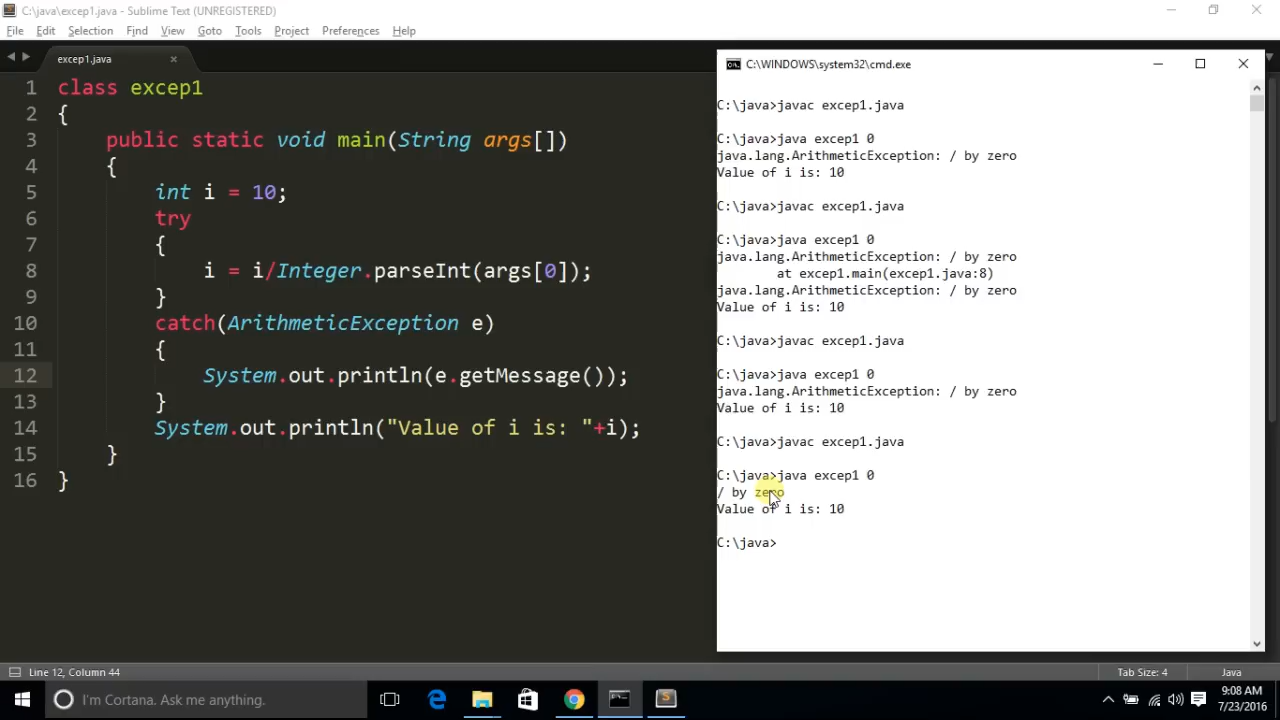 C:\java\excep1.java - Sublime Text (UNREGISTERED)
File Edit Selection Find View Goto Tools Project Preferences Help
excep1.java ×
1 class excep1
2 {
3 public static void main(String args[])
4 {
5 int i = 10;
6 try
7 {
8 i = i/Integer.parseInt(args[0]);
9 }
10 catch(ArithmeticException e)
11 {
12 System.out.println(e.getMessage());
13 }
14 System.out.println("Value of i is: "+i);
15 }
16 }
C:\WINDOWS\system32\cmd.exe
C:\java>javac excep1.java
C:\java>java excep1 0
java.lang.ArithmeticException: / by zero
Value of i is: 10
C:\java>javac excep1.java
C:\java>java excep1 0
java.lang.ArithmeticException: / by zero
at excep1.main(excep1.java:8)
java.lang.ArithmeticException: / by zero
Value of i is: 10
C:\java>javac excep1.java
C:\java>java excep1 0
java.lang.ArithmeticException: / by zero
Value of i is: 10
C:\java>javac excep1.java
C:\java>java excep1 0
/ by zero
Value of i is: 10
C:\java>
Line 12, Column 44
Tab Size: 4
Java
I'm Cortana. Ask me anything.
9:08 AM
7/23/2016